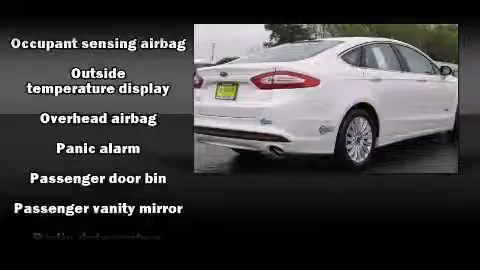 Occupant sensing airbag
Outside
temperature display
Overhead airbag
Panic alarm
Passenger door bin
Passenger vanity mirror